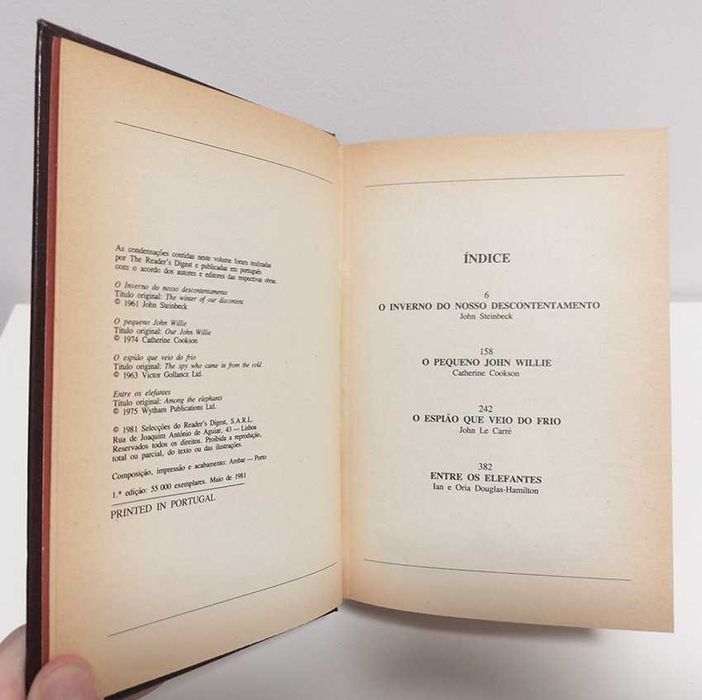 As condensações contidas neste volume foram realizadas
por The Reader's Digest e publicadas em português
com o acordo dos autores e editores das respectivas obras.
O Inverno do nosso descontentamento
Título original: The winter of our discontent
© 1961 John Steinbeck
O pequeno John Willie
Título original: Our John Willie
© 1974 Catherine Cookson
O espião que veio do frio
Título original: The spy who came in from the cold
© 1963 Victor Gollancz Ltd.
Entre os elefantes
Título original: Among the elephants
© 1975 Wytham Publications Ltd.
© 1981 Selecções do Reader's Digest, S.A.R.L.
Rua de Joaquim António de Aguiar, 43 — Lisboa
Reservados todos os direitos. Proibida a reprodução,
total ou parcial, do texto ou das ilustrações.
Composição, impressão e acabamento: Ambar — Porto
1.ª edição: 55 000 exemplares. Maio de 1981
PRINTED IN PORTUGAL
ÍNDICE
6
O INVERNO DO NOSSO DESCONTENTAMENTO
John Steinbeck
158
O PEQUENO JOHN WILLIE
Catherine Cookson
242
O ESPIÃO QUE VEIO DO FRIO
John Le Carré
382
ENTRE OS ELEFANTES
Ian e Oria Douglas-Hamilton